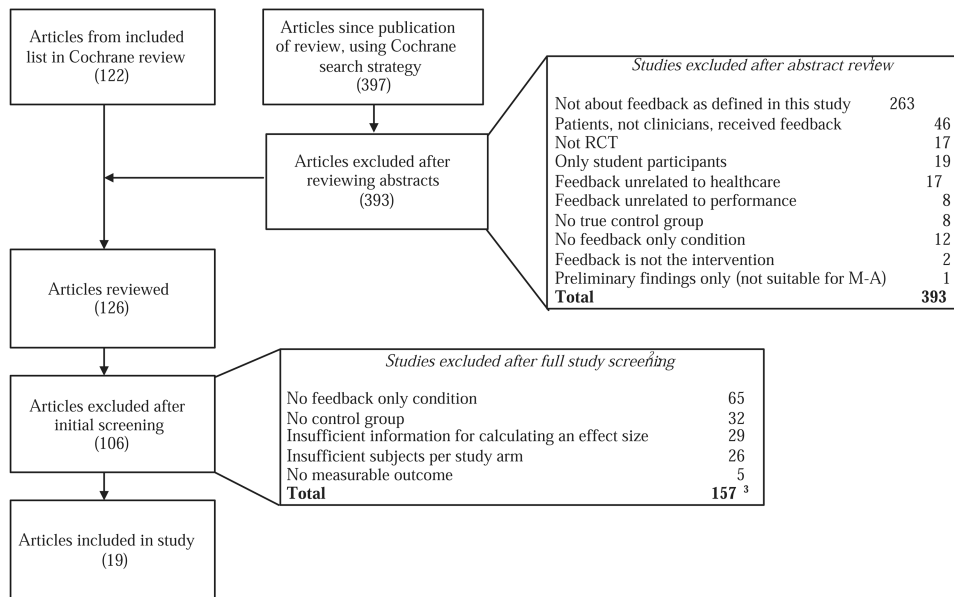 Articles from included
list in Cochrane review
(122)
Articles since publication
of review, using Cochrane
search strategy
(397)
Articles excluded after
reviewing abstracts
(393)
Studies excluded after abstract review
Not about feedback as defined in this study 263
Patients, not clinicians, received feedback 46
Not RCT 17
Only student participants 19
Feedback unrelated to healthcare 17
Feedback unrelated to performance 8
No true control group 8
No feedback only condition 12
Feedback is not the intervention 2
Preliminary findings only (not suitable for M-A) 1
Total 393
Articles reviewed
(126)
Articles excluded after
initial screening
(106)
Studies excluded after full study screening
No feedback only condition 65
No control group 32
Insufficient information for calculating an effect size 29
Insufficient subjects per study arm 26
No measurable outcome 5
Total 157 3
Articles included in study
(19)